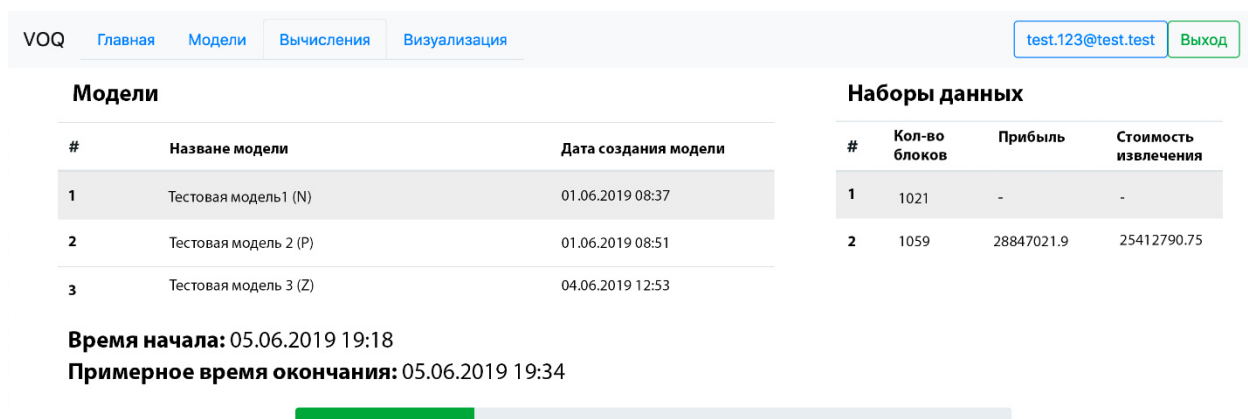 VOQ Главная Модели Вычисления Визуализация test.123@test.test Выход
Модели
# Назване модели Дата создания модели
1 Тестовая модель1 (N) 01.06.2019 08:37
2 Тестовая модель 2 (P) 01.06.2019 08:51
3 Тестовая модель 3 (Z) 04.06.2019 12:53
Наборы данных
# Кол-во блоков Прибыль Стоимость извлечения
1 1021 - -
2 1059 28847021.9 25412790.75
Время начала: 05.06.2019 19:18
Примерное время окончания: 05.06.2019 19:34